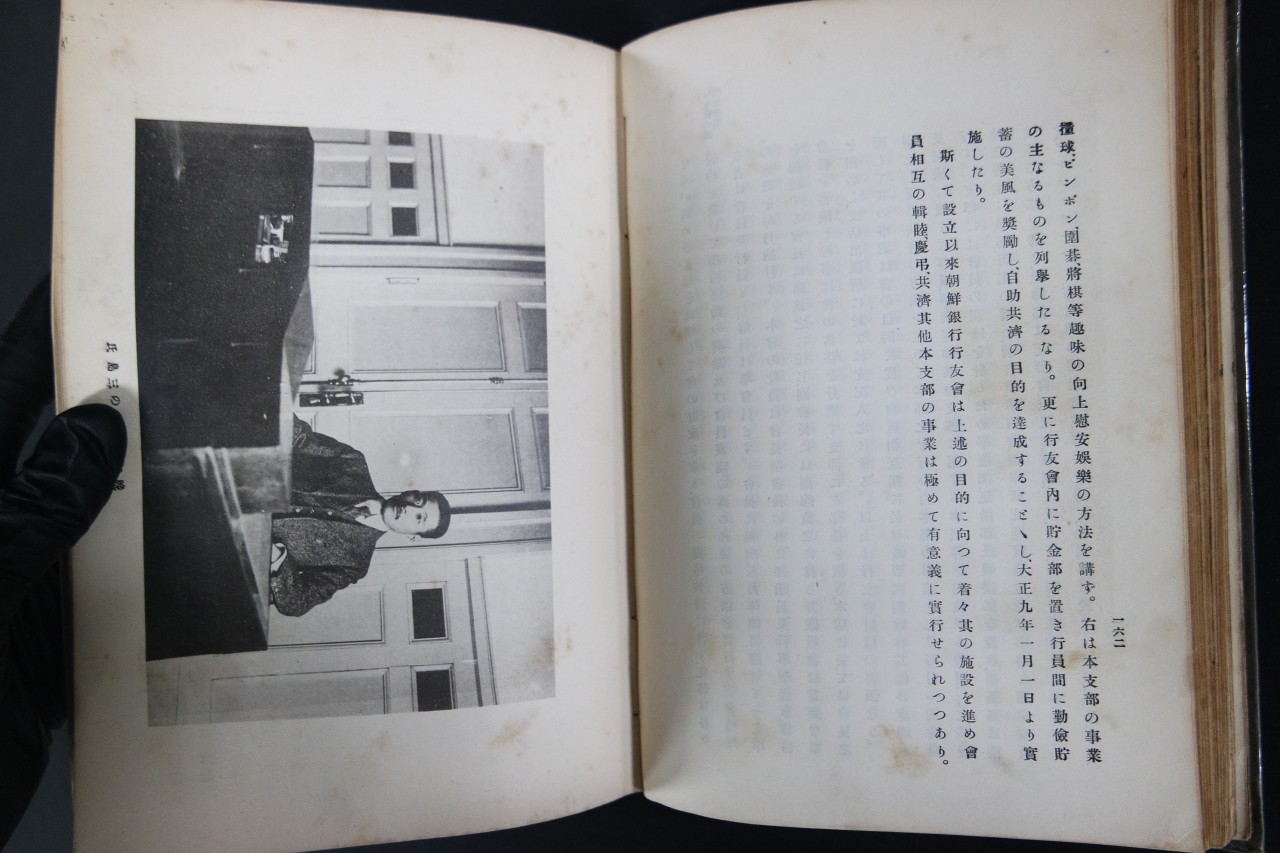 撞球、ピンポン、圍碁、將棋等趣味の向上慰安娛樂の方法を講す。右は本支部の事業
の主なるものを列擧したるなり。更に行友會內に貯金部を置き行員間に勤儉貯
蓄の美風を奬勵し、自助共濟の目的を達成することゝし、大正九年一月一日より實
施したり。
斯くて設立以來朝鮮銀行行友會は上述の目的に向つて着々其の施設を進め會
員相互の輯睦、慶弔、共濟其他本支部の事業は極めて有意義に實行せられつつあり。
一六二